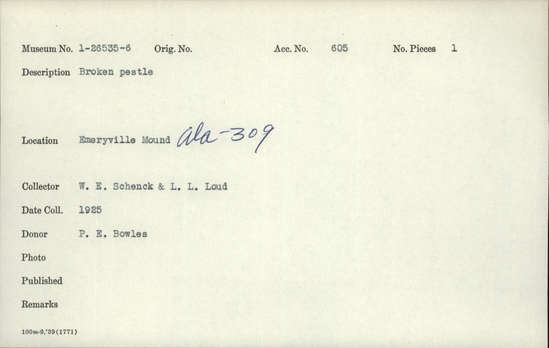 Museum No. 1-26535-6 Orig. No. Acc. No. 605 No. Pieces 1
Description Broken pestle
Location Emeryville Mound Ala-309
Collector W. E. Schenck & L. L. Loud
Date Coll. 1925
Donor P. E. Bowles
Photo
Published
Remarks
100m-9,'39(1771)